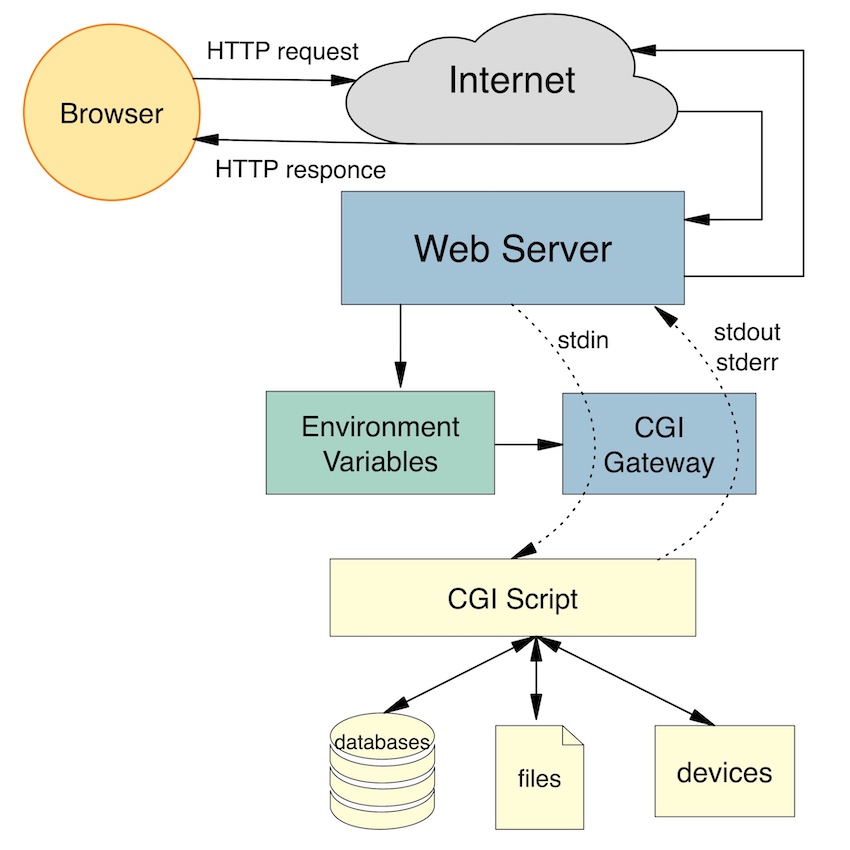 HTTP request
Internet
Browser
HTTP responce
Web Server
stdin
stdout
stderr
Environment
Variables
CGI
Gateway
CGI Script
databases
files
devices